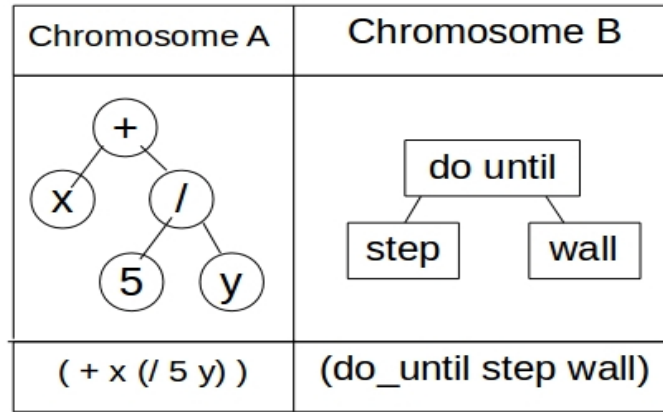 Chromosome A
Chromosome B
+
x
/
5
y
do until
step
wall
( + x (/ 5 y) )
(do_until step wall)